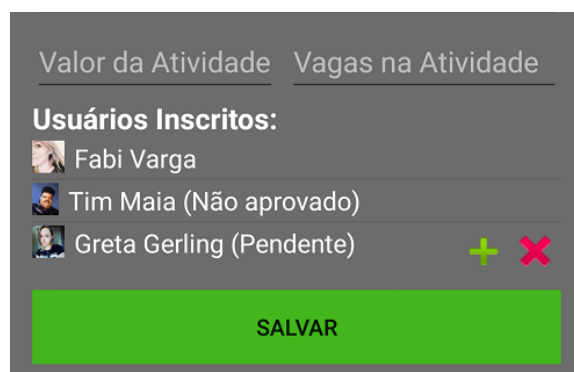 Valor da Atividade Vagas na Atividade
Usuários Inscritos:
Fabi Varga
Tim Maia (Não aprovado)
Greta Gerling (Pendente)
SALVAR